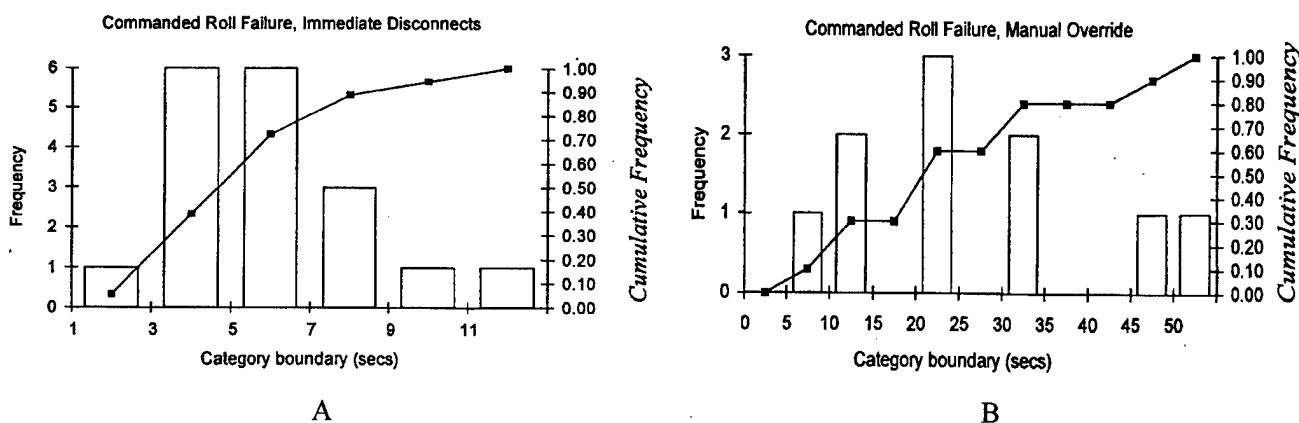 Commanded Roll Failure, Immediate Disconnects
6
5
4
3
2
1
0
Frequency
1.00
0.90
0.80
0.70
0.60
0.50
0.40
0.30
0.20
0.10
0.00
Cumulative Frequency
1 3 5 7 9 11
Category boundary (secs)
A
Commanded Roll Failure, Manual Override
3
2
1
0
Frequency
1.00
0.90
0.80
0.70
0.60
0.50
0.40
0.30
0.20
0.10
0.00
Cumulative Frequency
0 5 10 15 20 25 30 35 40 45 50
Category boundary (secs)
B